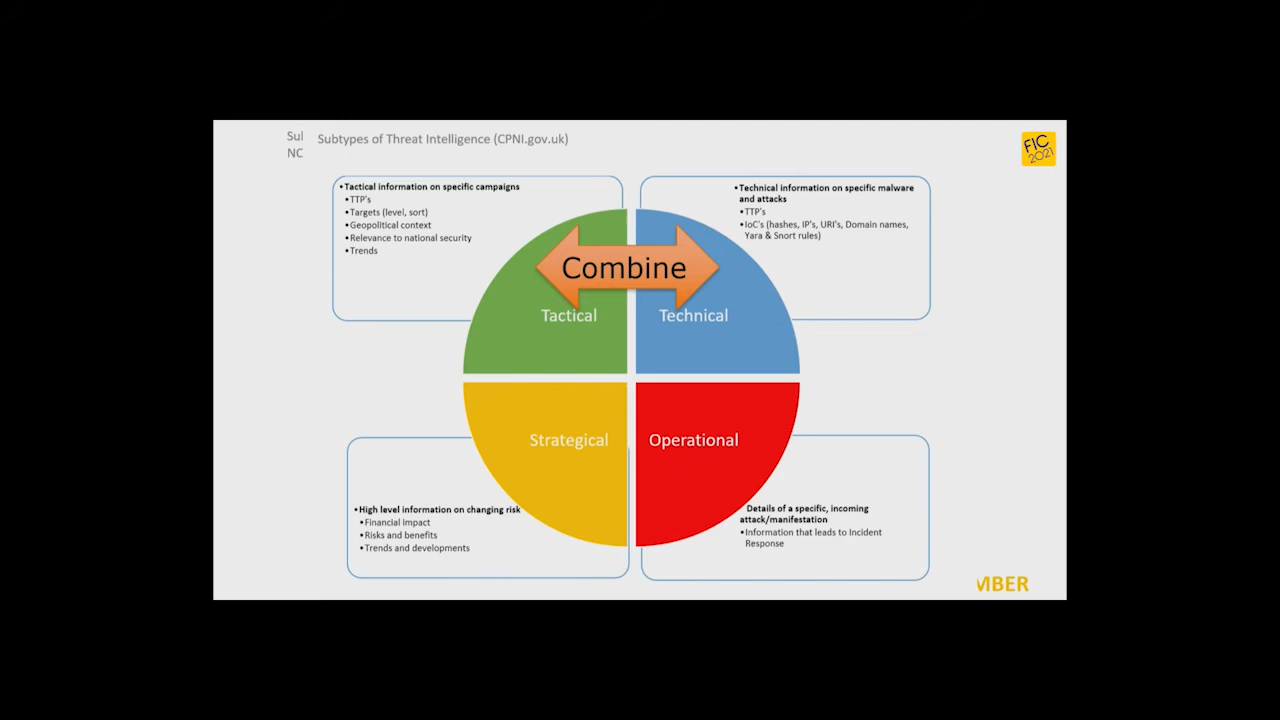 Sul
NC
Subtypes of Threat Intelligence (CPNI.gov.uk)
FIC
2021
•Tactical information on specific campaigns
•TTP's
•Targets (level, sort)
•Geopolitical context
•Relevance to national security
•Trends
•Technical information on specific malware
and attacks
•TTP's
•IoC's (hashes, IP's, URI's, Domain names,
Yara & Snort rules)
Combine
Tactical
Technical
Strategical
Operational
•High level information on changing risk
•Financial impact
•Risks and benefits
•Trends and developments
Details of a specific, incoming
attack/manifestation
•Information that leads to Incident
Response
MBER